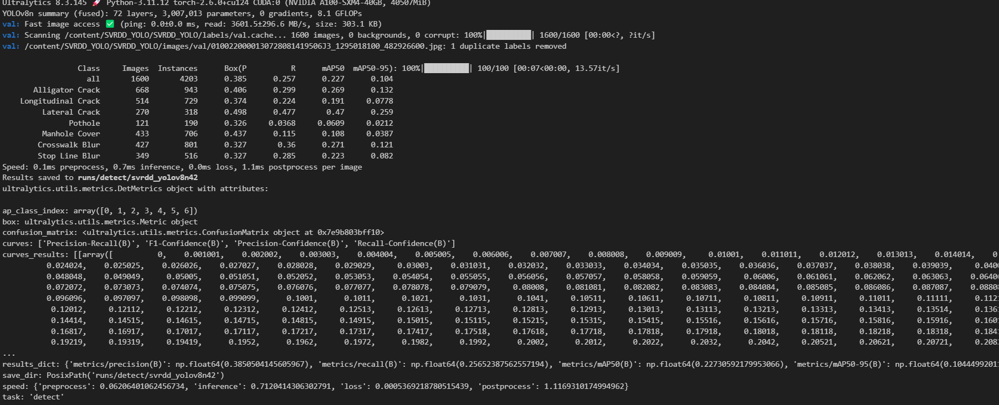 Ultralytics 8.3.145 🚀 Python-3.11.12 torch-2.6.0+cu124 CUDA:0 (NVIDIA A100-SXM4-40GB, 40507MiB)
YOLOv8n summary (fused): 72 layers, 3,007,013 parameters, 0 gradients, 8.1 GFLOPs
val: Fast image access ✅ (ping: 0.0±0.0 ms, read: 3601.5±296.6 MB/s, size: 303.1 KB)
val: Scanning /content/SVRDD_YOLO/SVRDD_YOLO/labels/val.cache... 1600 images, 0 backgrounds, 0 corrupt: 100%|██████████| 1600/1600 [00:00<?, ?it/s]
val: /content/SVRDD_YOLO/SVRDD_YOLO/images/val/01002200001307280814195​06J3_1295018100_482926600.jpg: 1 duplicate labels removed
Class Images Instances Box(P R mAP50 mAP50-95): 100%|██████████| 100/100 [00:07<00:00, 13.57it/s]
all 1600 4203 0.385 0.257 0.227 0.104
Alligator Crack 668 943 0.406 0.299 0.269 0.132
Longitudinal Crack 514 729 0.374 0.224 0.191 0.0778
Lateral Crack 270 318 0.498 0.477 0.47 0.259
Pothole 121 190 0.326 0.0368 0.0609 0.0212
Manhole Cover 433 706 0.437 0.115 0.108 0.0387
Crosswalk Blur 427 801 0.327 0.36 0.271 0.121
Stop Line Blur 349 516 0.327 0.285 0.223 0.082
Speed: 0.1ms preprocess, 0.7ms inference, 0.0ms loss, 1.1ms postprocess per image
Results saved to runs/detect/svrdd_yolov8n42
ultralytics.utils.metrics.DetMetrics object with attributes:
ap_class_index: array([0, 1, 2, 3, 4, 5, 6])
box: ultralytics.utils.metrics.Metric object
confusion_matrix: <ultralytics.utils.metrics.ConfusionMatrix object at 0x7e9b803bff10>
curves: ['Precision-Recall(B)', 'F1-Confidence(B)', 'Precision-Confidence(B)', 'Recall-Confidence(B)']
curves_results: [[array([ 0, 0.001001, 0.002002, 0.003003, 0.004004, 0.005005, 0.006006, 0.007007, 0.008008, 0.009009, 0.01001, 0.011011, 0.012012, 0.013013, 0.014014, 0
0.024024, 0.025025, 0.026026, 0.027027, 0.028028, 0.029029, 0.03003, 0.031031, 0.032032, 0.033033, 0.034034, 0.035035, 0.036036, 0.037037, 0.038038, 0.039039, 0.040
0.048048, 0.049049, 0.05005, 0.051051, 0.052052, 0.053053, 0.054054, 0.055055, 0.056056, 0.057057, 0.058058, 0.059059, 0.06006, 0.061061, 0.062062, 0.063063, 0.0640
0.072072, 0.073073, 0.074074, 0.075075, 0.076076, 0.077077, 0.078078, 0.079079, 0.08008, 0.081081, 0.082082, 0.083083, 0.084084, 0.085085, 0.086086, 0.087087, 0.0880
0.096096, 0.097097, 0.098098, 0.099099, 0.1001, 0.1011, 0.1021, 0.1031, 0.1041, 0.10511, 0.10611, 0.10711, 0.10811, 0.10911, 0.11011, 0.11111, 0.112
0.12012, 0.12112, 0.12212, 0.12312, 0.12412, 0.12513, 0.12613, 0.12713, 0.12813, 0.12913, 0.13013, 0.13113, 0.13213, 0.13313, 0.13413, 0.13514, 0.136
0.14414, 0.14515, 0.14615, 0.14715, 0.14815, 0.14915, 0.15015, 0.15115, 0.15215, 0.15315, 0.15415, 0.15516, 0.15616, 0.15716, 0.15816, 0.15916, 0.160
0.16817, 0.16917, 0.17017, 0.17117, 0.17217, 0.17317, 0.17417, 0.17518, 0.17618, 0.17718, 0.17818, 0.17918, 0.18018, 0.18118, 0.18218, 0.18318, 0.184
0.19219, 0.19319, 0.19419, 0.1952, 0.1962, 0.1972, 0.1982, 0.1992, 0.2002, 0.2012, 0.2022, 0.2032, 0.2042, 0.20521, 0.20621, 0.20721, 0.208
...
results_dict: {'metrics/precision(B)': np.float64(0.3850504145605967), 'metrics/recall(B)': np.float64(0.25652387562557194), 'metrics/mAP50(B)': np.float64(0.22730592179953066), 'metrics/mAP50-95(B)': np.float64(0.1044499201
save_dir: PosixPath('runs/detect/svrdd_yolov8n42')
speed: {'preprocess': 0.06206401062456734, 'inference': 0.7120414306302791, 'loss': 0.0005369218780515439, 'postprocess': 1.1169310174994962}
task: 'detect'